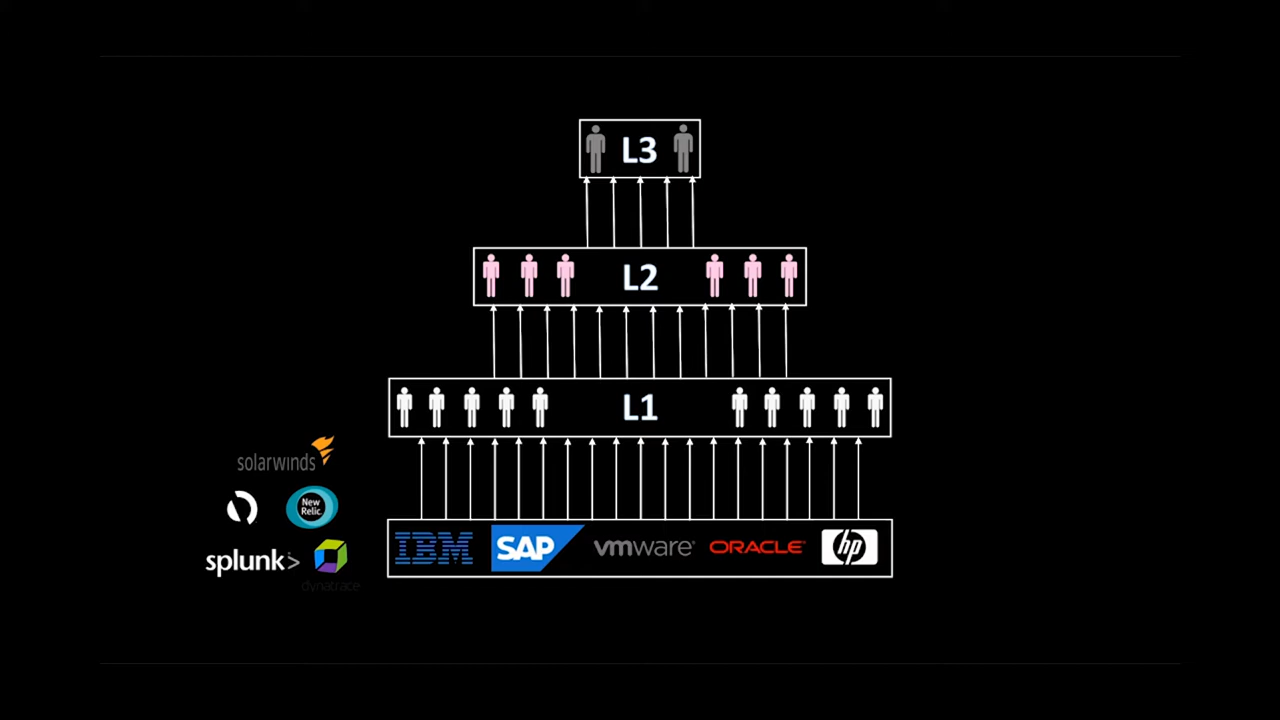 L3
L2
L1
solarwinds
New
Relic
splunk>
dynatrace
IBM
SAP
vmware®
ORACLE®
hp